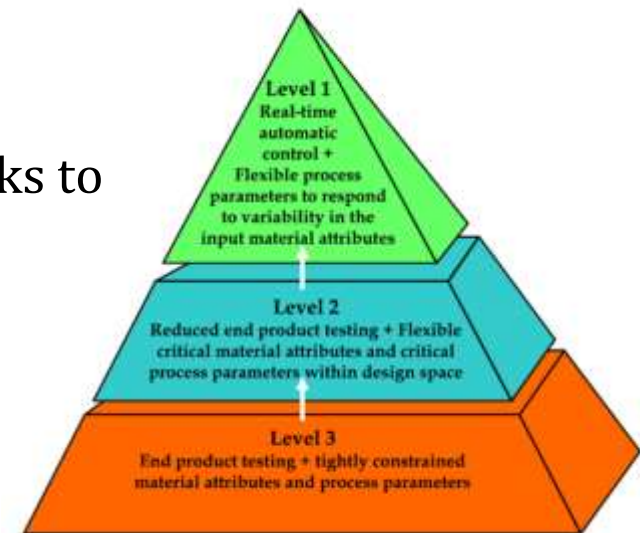 Level 1
Real-time
automatic
control +
Flexible process
parameters to respond
to variability in the
input material attributes
ks to
Level 2
Reduced end product testing + Flexible
critical material attributes and critical
process parameters within design space
Level 3
End product testing + tightly constrained
material attributes and process parameters